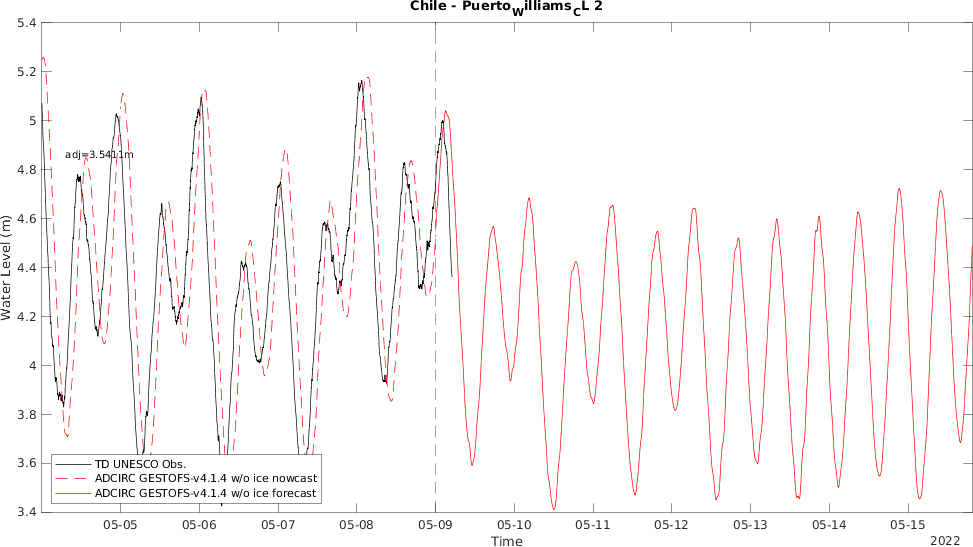 Chile - PuertoWilliamsCL 2
5.4
5.2
5
4.8
4.6
4.4
4.2
4
3.8
3.6
3.4
Water Level (m)
adj=3.5411m
TD UNESCO Obs.
ADCIRC GESTOFS-v4.1.4 w/o ice nowcast
ADCIRC GESTOFS-v4.1.4 w/o ice forecast
05-05 05-06 05-07 05-08 05-09 05-10 05-11 05-12 05-13 05-14 05-15
Time
2022